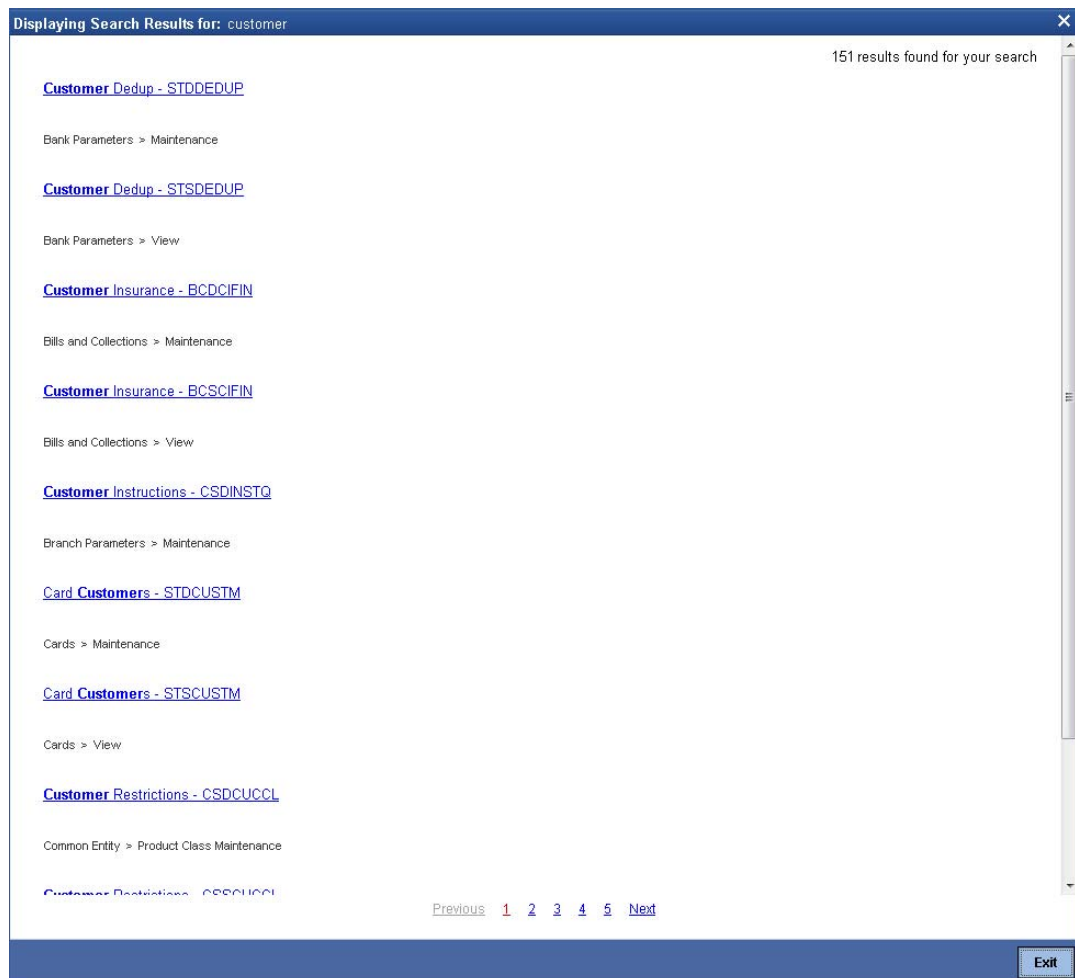 Displaying Search Results for: customer
151 results found for your search
Customer Dedup - STDDEDUP
Bank Parameters > Maintenance
Customer Dedup - STSDEDUP
Bank Parameters > View
Customer Insurance - BCDCIFIN
Bills and Collections > Maintenance
Customer Insurance - BCSCIFIN
Bills and Collections > View
Customer Instructions - CSDINSTQ
Branch Parameters > Maintenance
Card Customers - STDCUSTM
Cards > Maintenance
Card Customers - STSCUSTM
Cards > View
Customer Restrictions - CSDCUCCL
Common Entity > Product Class Maintenance
Customer Restrictions - CSSCUCCL
Previous 1 2 3 4 5 Next
Exit